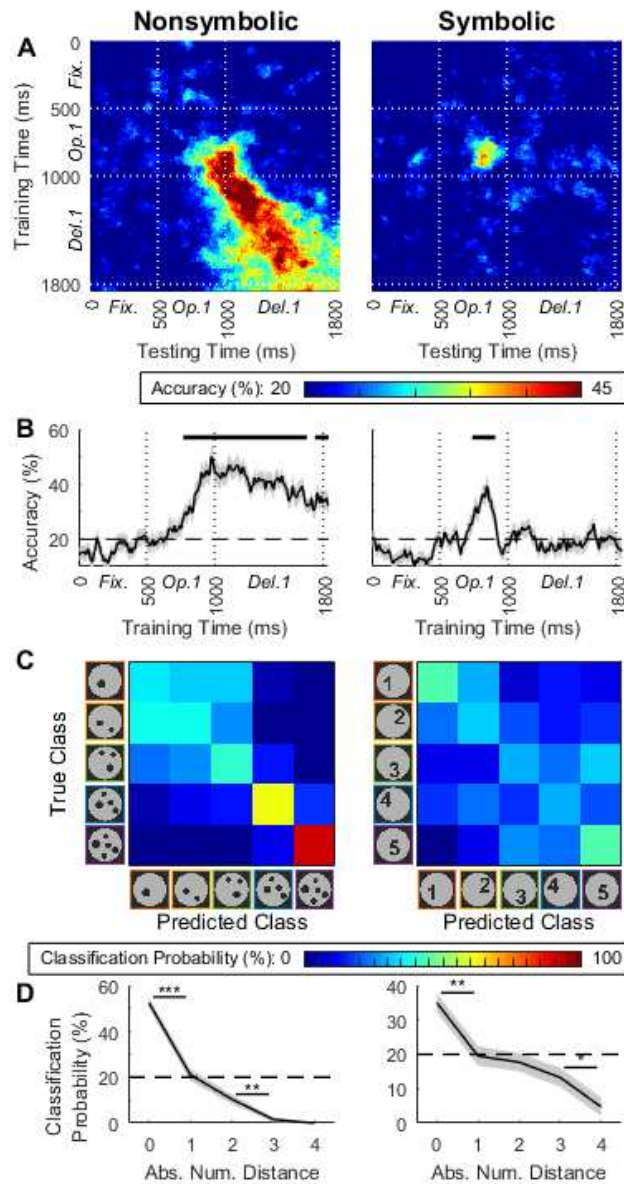 Nonsymbolic Symbolic
A
Training Time (ms)
0
Fix.
500
Op.1
1000
Del.1
1800
0 Fix. 500 Op.1 1000 Del.1 1800
0 Fix. 500 Op.1 1000 Del.1 1800
Testing Time (ms) Testing Time (ms)
Accuracy (%): 20 45
B
Accuracy (%)
60
40
20
0 Fix. 500 Op.1 1000 Del.1 1800
0 Fix. 500 Op.1 1000 Del.1 1800
Training Time (ms) Training Time (ms)
C
True Class
1
2
3
4
5
1 2 3 4 5
Predicted Class Predicted Class
Classification Probability (%): 0 100
D
Classification
Probability (%)
60
40
20
0
***
**
0 1 2 3 4
Abs. Num. Distance
40
30
20
10
0
**
*
0 1 2 3 4
Abs. Num. Distance